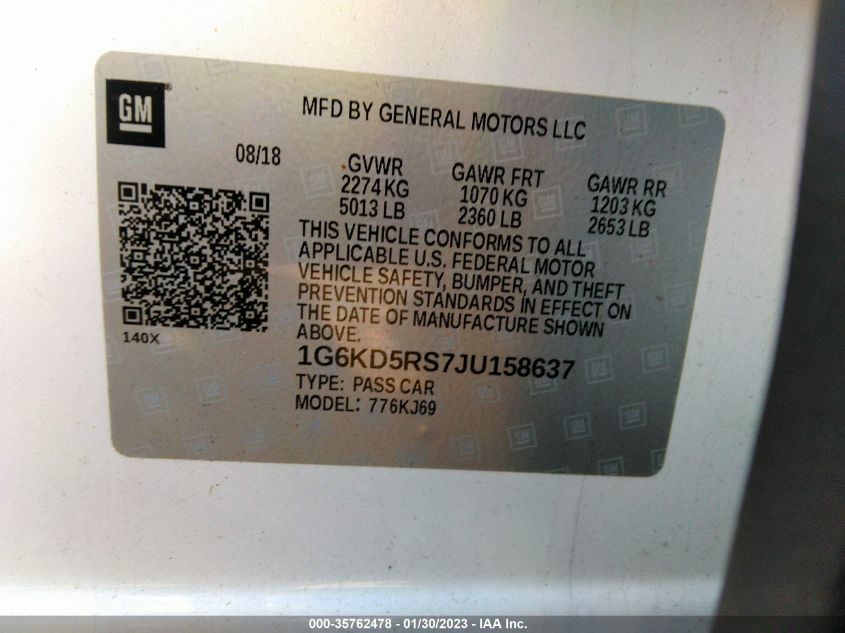 GM
MFD BY GENERAL MOTORS LLC
08/18
GVWR
2274 KG
5013 LB
GAWR FRT
1070 KG
2360 LB
GAWR RR
1203 KG
2653 LB
THIS VEHICLE CONFORMS TO ALL
APPLICABLE U.S. FEDERAL MOTOR
VEHICLE SAFETY, BUMPER, AND THEFT
PREVENTION STANDARDS IN EFFECT ON
THE DATE OF MANUFACTURE SHOWN
ABOVE.
140X
1G6KD5RS7JU158637
TYPE: PASS CAR
MODEL: 776KJ69
000-35762478 - 01/30/2023 - IAA Inc.